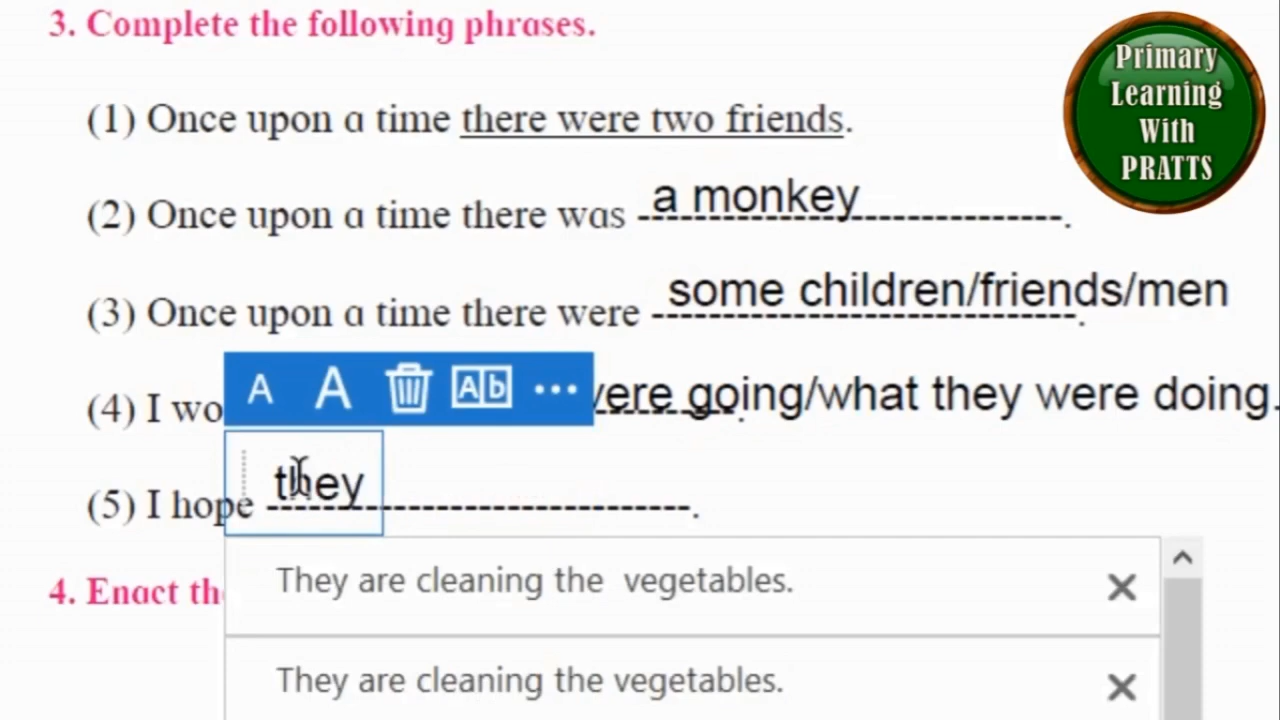 3. Complete the following phrases.
Primary
Learning
With
PRATTS
(1) Once upon a time there were two friends.
(2) Once upon a time there was a monkey.
(3) Once upon a time there were some children/friends/men.
A A Ab ...
(4) I wo going/what they were doing.
(5) I hope they.
They are cleaning the vegetables.
4. Enact th
They are cleaning the vegetables.